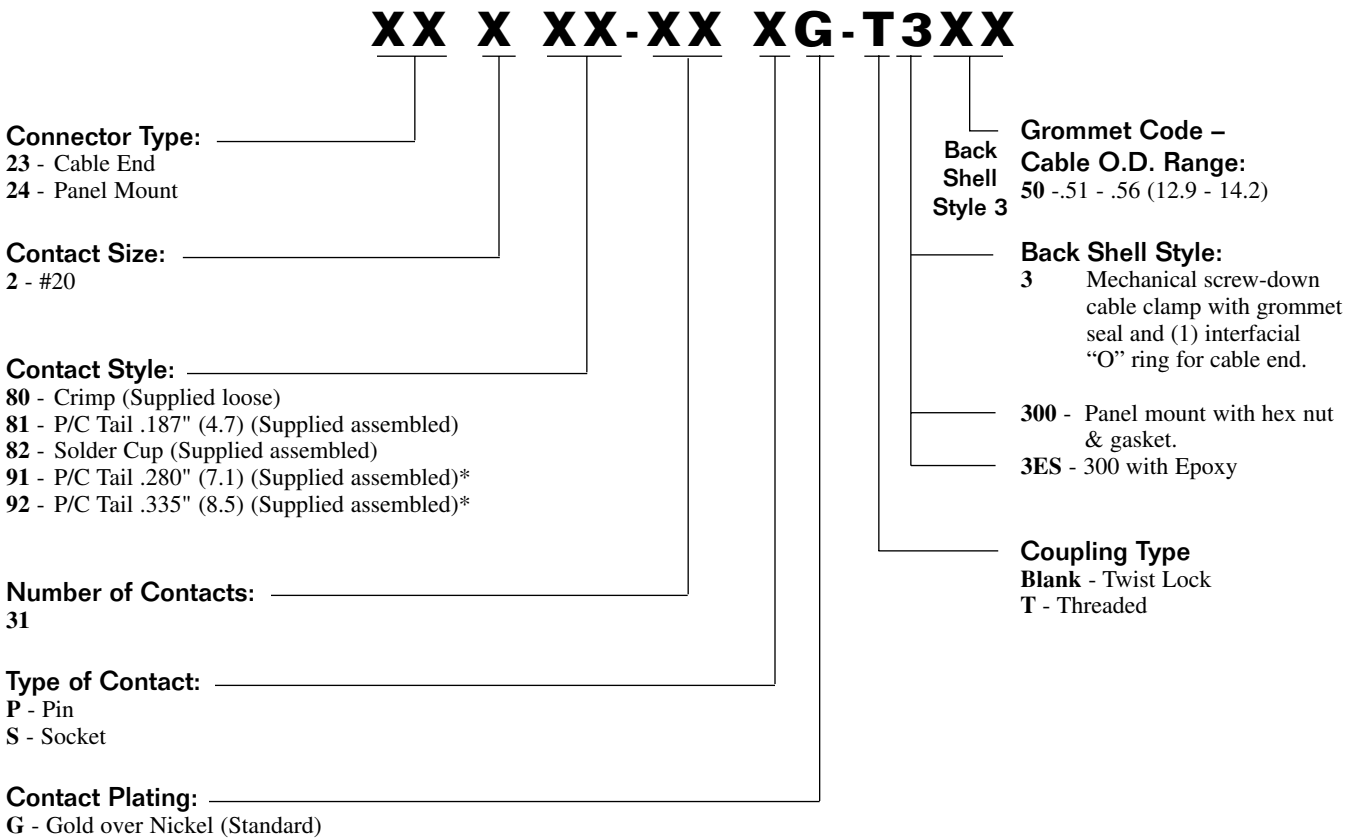 XX X XX-XX XG-T3XX
Connector Type:
23 - Cable End
24 - Panel Mount
Contact Size:
2 - #20
Contact Style:
80 - Crimp (Supplied loose)
81 - P/C Tail .187" (4.7) (Supplied assembled)
82 - Solder Cup (Supplied assembled)
91 - P/C Tail .280" (7.1) (Supplied assembled)*
92 - P/C Tail .335" (8.5) (Supplied assembled)*
Number of Contacts:
31
Type of Contact:
P - Pin
S - Socket
Contact Plating:
G - Gold over Nickel (Standard)
Back
Shell
Style 3
Grommet Code –
Cable O.D. Range:
50 -.51 - .56 (12.9 - 14.2)
Back Shell Style:
3 Mechanical screw-down
cable clamp with grommet
seal and (1) interfacial
“O” ring for cable end.
300 - Panel mount with hex nut
& gasket.
3ES - 300 with Epoxy
Coupling Type
Blank - Twist Lock
T - Threaded